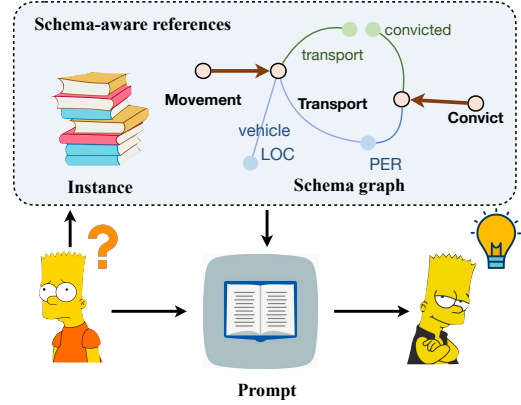 Schema-aware references
convicted
transport
Movement
Transport
Convict
vehicle
LOC
PER
Instance
Schema graph
?
Prompt